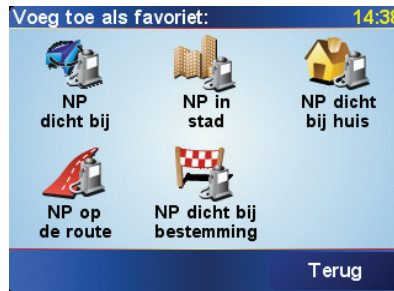 Voeg toe als favoriet: 14:38
NP
dicht bij
NP in
stad
NP dicht
bij huis
NP op
de route
NP dicht bij
bestemming
Terug